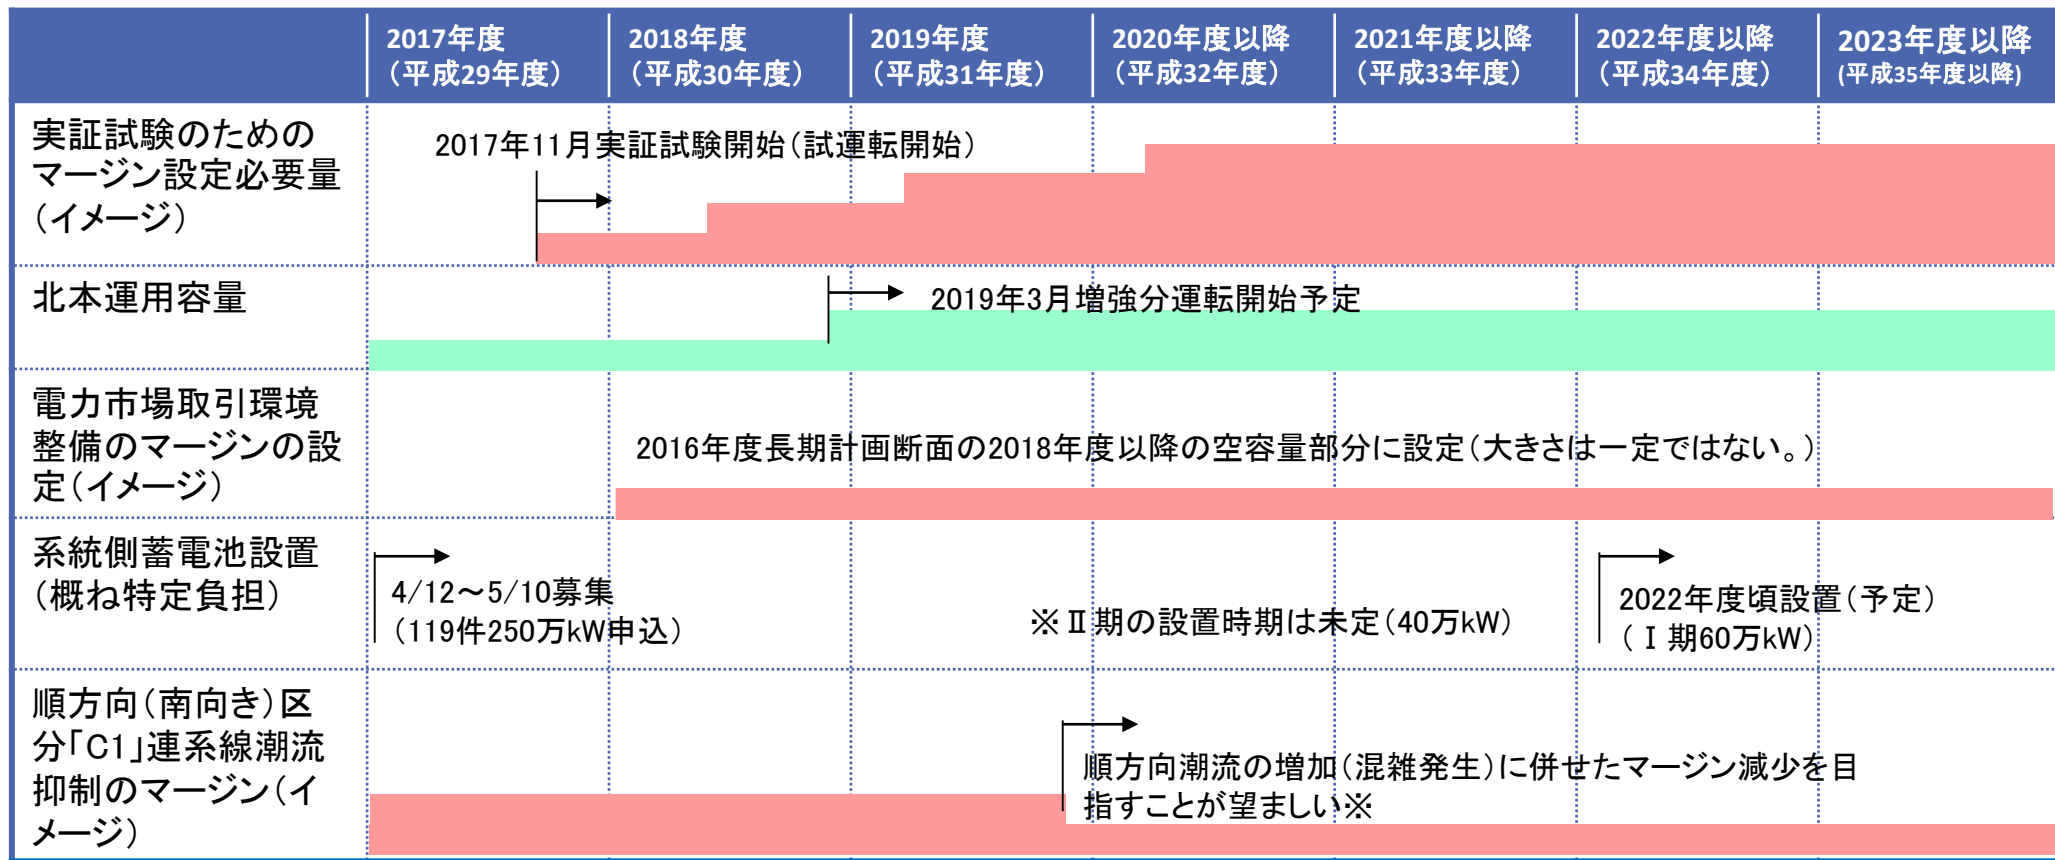 2017年度
（平成29年度）
2018年度
（平成30年度）
2019年度
（平成31年度）
2020年度以降
（平成32年度）
2021年度以降
（平成33年度）
2022年度以降
（平成34年度）
2023年度以降
(平成35年度以降)
実証試験のための
マージン設定必要量
（イメージ）
2017年11月実証試験開始（試運転開始）
北本運用容量
2019年3月増強分運転開始予定
電力市場取引環境
整備のマージンの設
定（イメージ）
2016年度長期計画断面の2018年度以降の空容量部分に設定（大きさは一定ではない。）
系統側蓄電池設置
（概ね特定負担）
4/12～5/10募集
（119件250万kW申込）
※Ⅱ期の設置時期は未定（40万kW）
2022年度頃設置（予定）
（Ⅰ期60万kW）
順方向（南向き）区
分「C1」連系線潮流
抑制のマージン（イ
メージ）
順方向潮流の増加（混雑発生）に併せたマージン減少を目
指すことが望ましい※